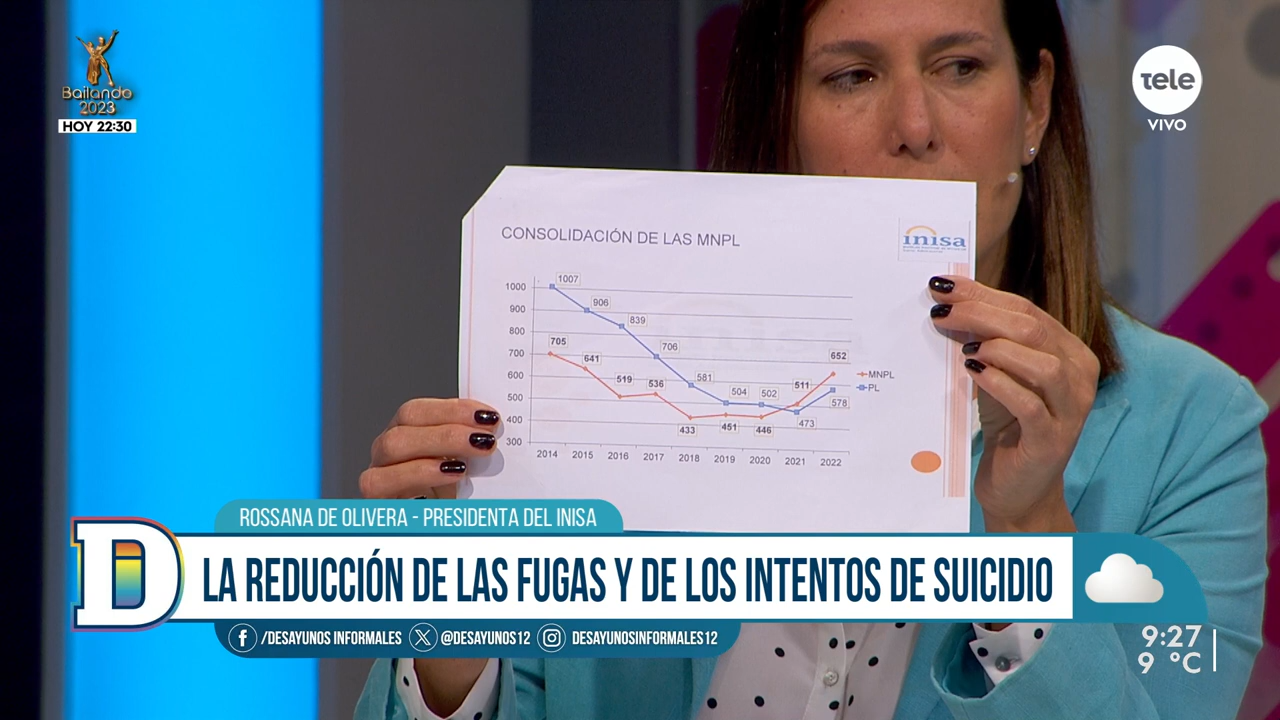 Bailando
2023
HOY 22:30
tele
VIVO
CONSOLIDACIÓN DE LAS MNPL
inisa
1000
900
800
700
600
500
400
300
1007
906
839
706
581
504
502
473
578
705
641
519
536
433
451
446
511
652
MNPL
PL
2014 2015 2016 2017 2018 2019 2020 2021 2022
ROSSANA DE OLIVERA - PRESIDENTA DEL INISA
D
LA REDUCCIÓN DE LAS FUGAS Y DE LOS INTENTOS DE SUICIDIO
/DESAYUNOS INFORMALES @DESAYUNOS12 DESAYUNOSINFORMALES12
9:27
9 °C